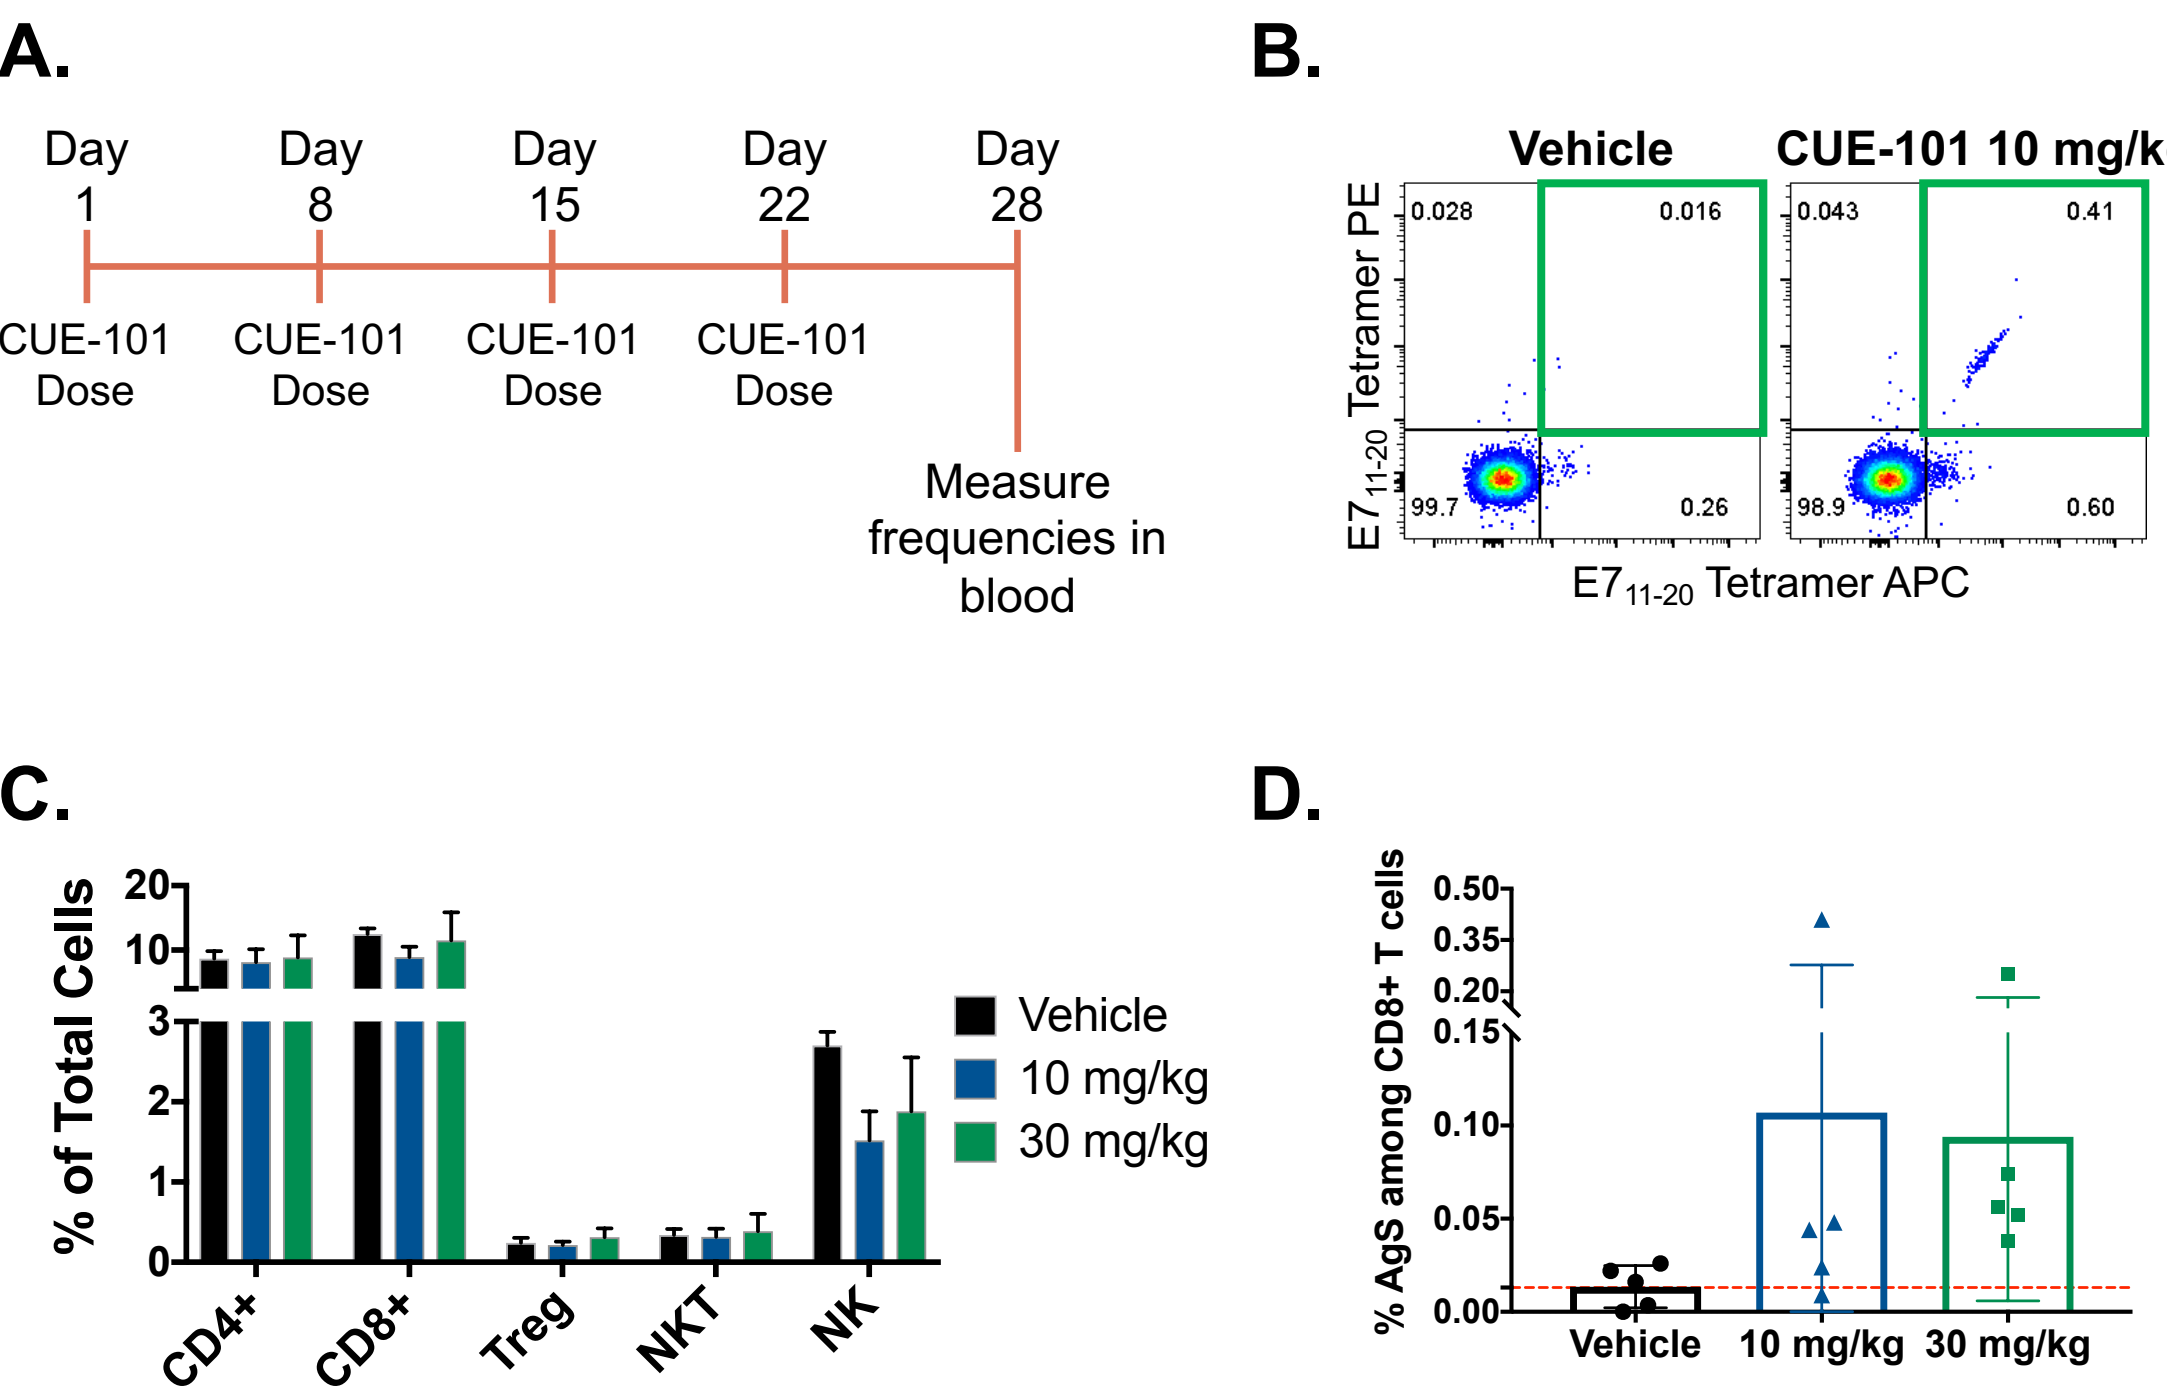 A.
Day Day Day Day Day
1 8 15 22 28
CUE-101 CUE-101 CUE-101 CUE-101
Dose Dose Dose Dose
Measure
frequencies in
blood
B.
Vehicle CUE-101 10 mg/k
E7 11-20 Tetramer PE
0.028 0.016
99.7 0.26
0.043 0.41
98.9 0.60
E7 11-20 Tetramer APC
C.
% of Total Cells
20
10
3
2
1
0
CD4+ CD8+ Treg NKT NK
Vehicle
10 mg/kg
30 mg/kg
D.
% AgS among CD8+ T cells
0.50
0.35
0.20
0.15
0.10
0.05
0.00
Vehicle 10 mg/kg 30 mg/kg